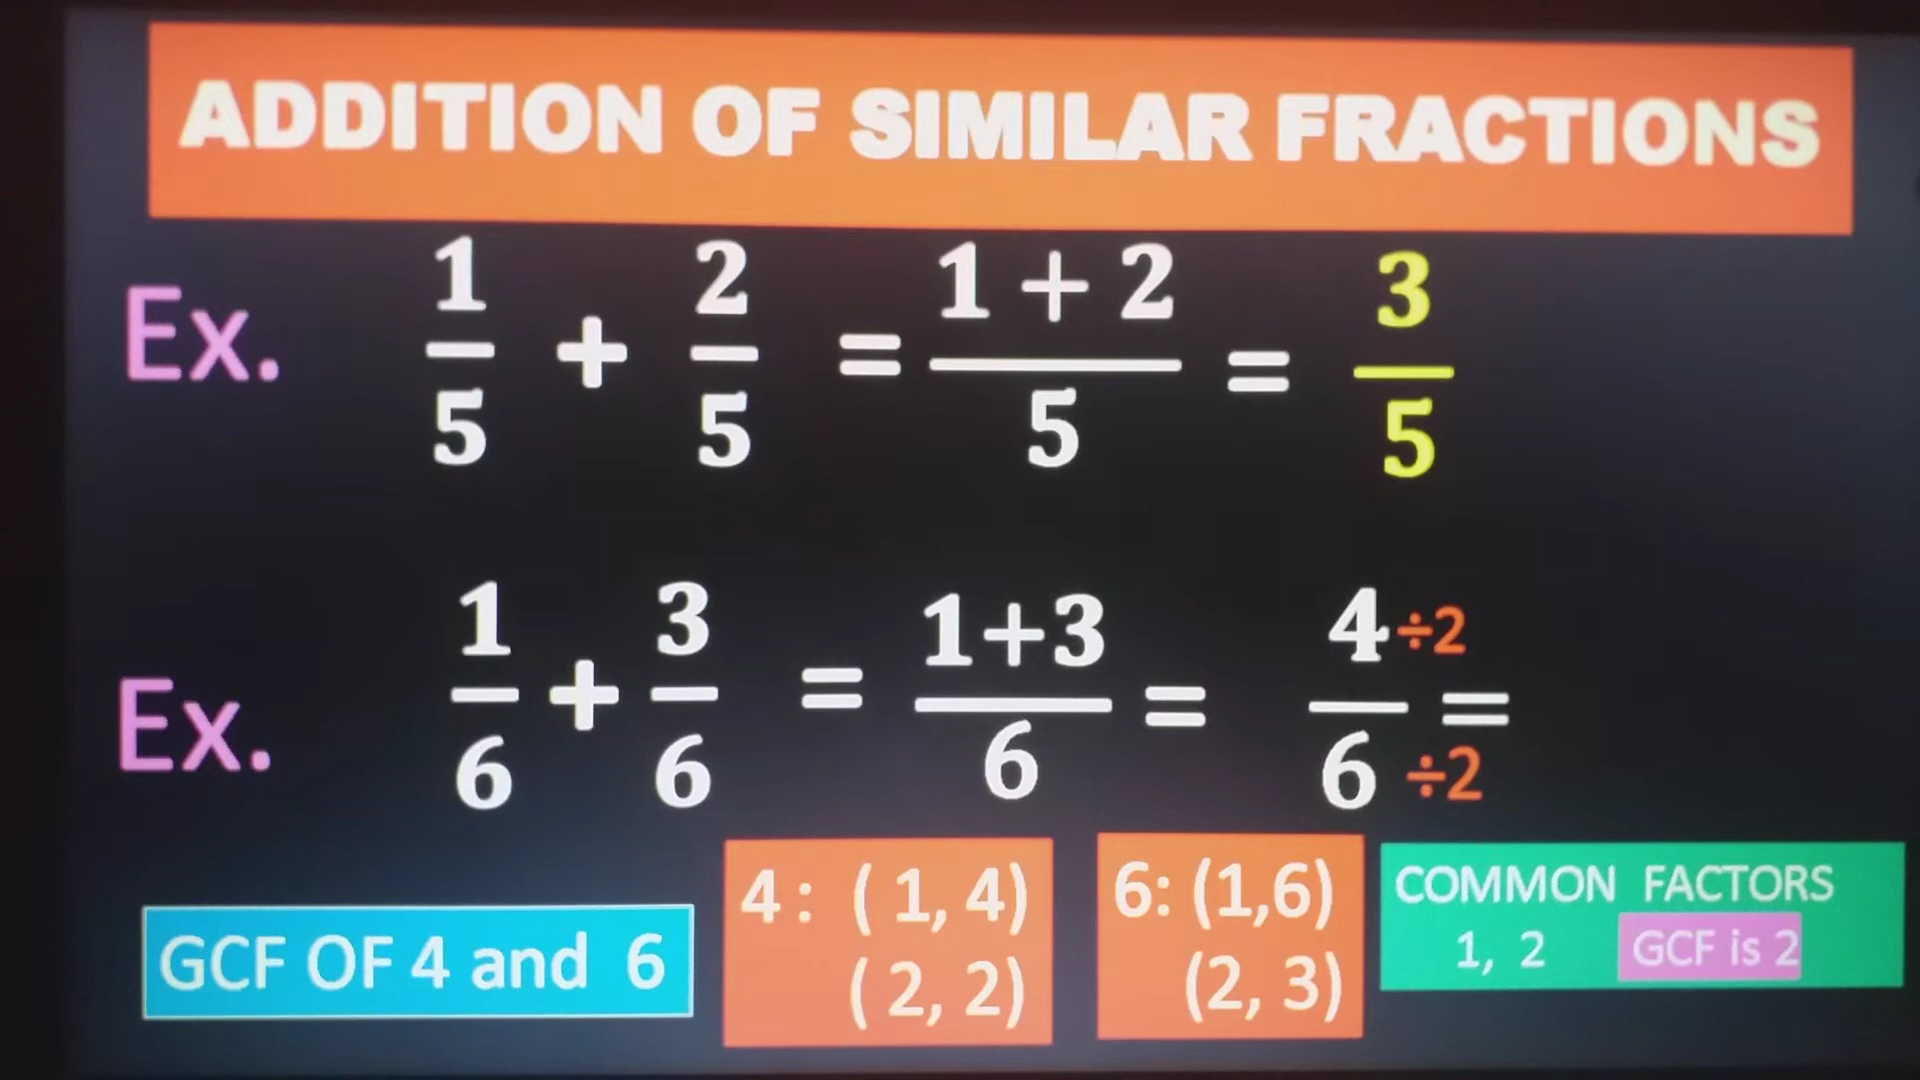 ADDITION OF SIMILAR FRACTIONS
Ex. 1/5 + 2/5 = 1 + 2/5 = 3/5
Ex. 1/6 + 3/6 = 1+3/6 = 4÷2/6÷2 =
GCF OF 4 and 6
4 : ( 1, 4)
( 2, 2)
6: (1,6)
(2, 3)
COMMON FACTORS
1, 2 GCF is 2